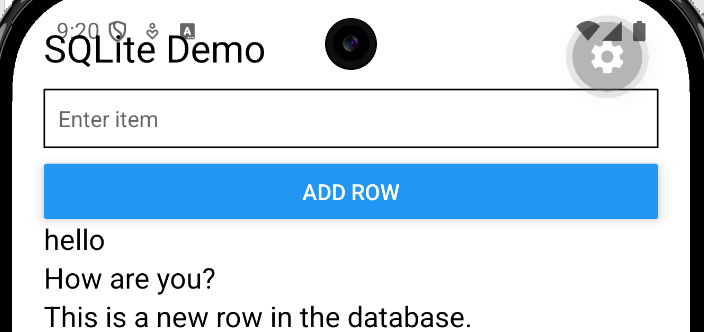 9:20
SQLite Demo
Enter item
ADD ROW
hello
How are you?
This is a new row in the database.